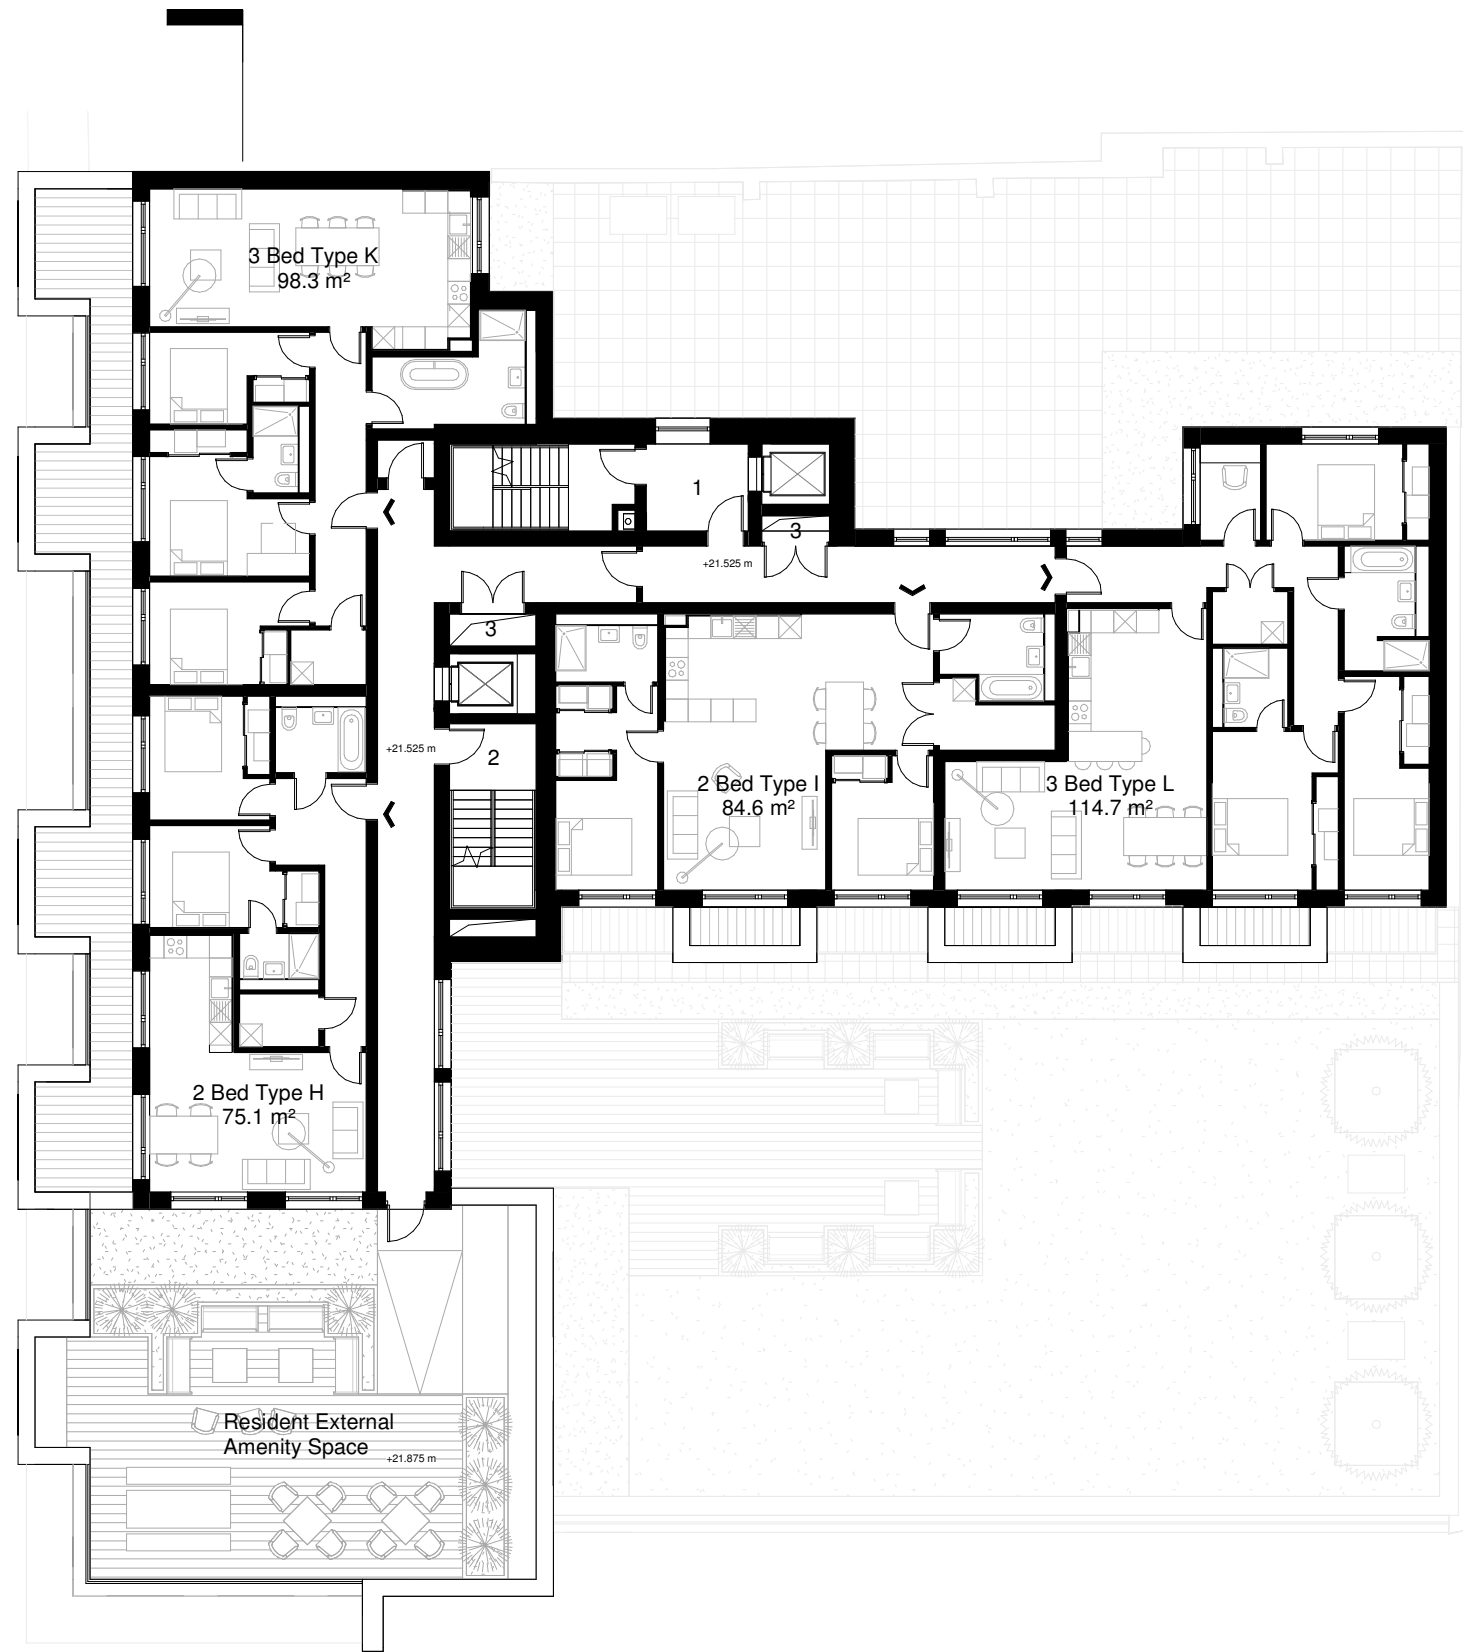 3 Bed Type K
98.3 m²
1
3
+21.525 m
3
+21.525 m
2
2 Bed Type I
84.6 m²
3 Bed Type L
114.7 m²
2 Bed Type H
75.1 m²
Resident External
Amenity Space
+21.875 m